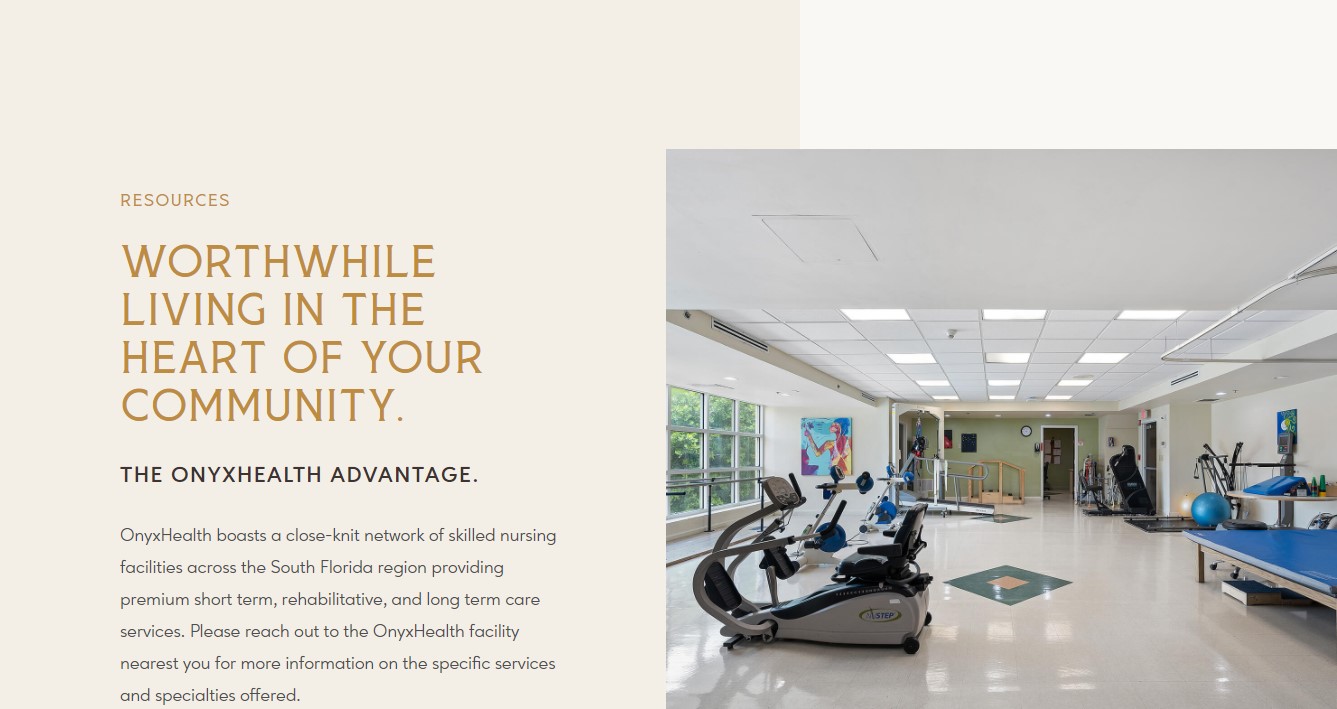 RESOURCES
WORTHWHILE
LIVING IN THE
HEART OF YOUR
COMMUNITY.
THE ONYXHEALTH ADVANTAGE.
OnyxHealth boasts a close-knit network of skilled nursing
facilities across the South Florida region providing
premium short term, rehabilitative, and long term care
services. Please reach out to the OnyxHealth facility
nearest you for more information on the specific services
and specialties offered.
NUSTEP